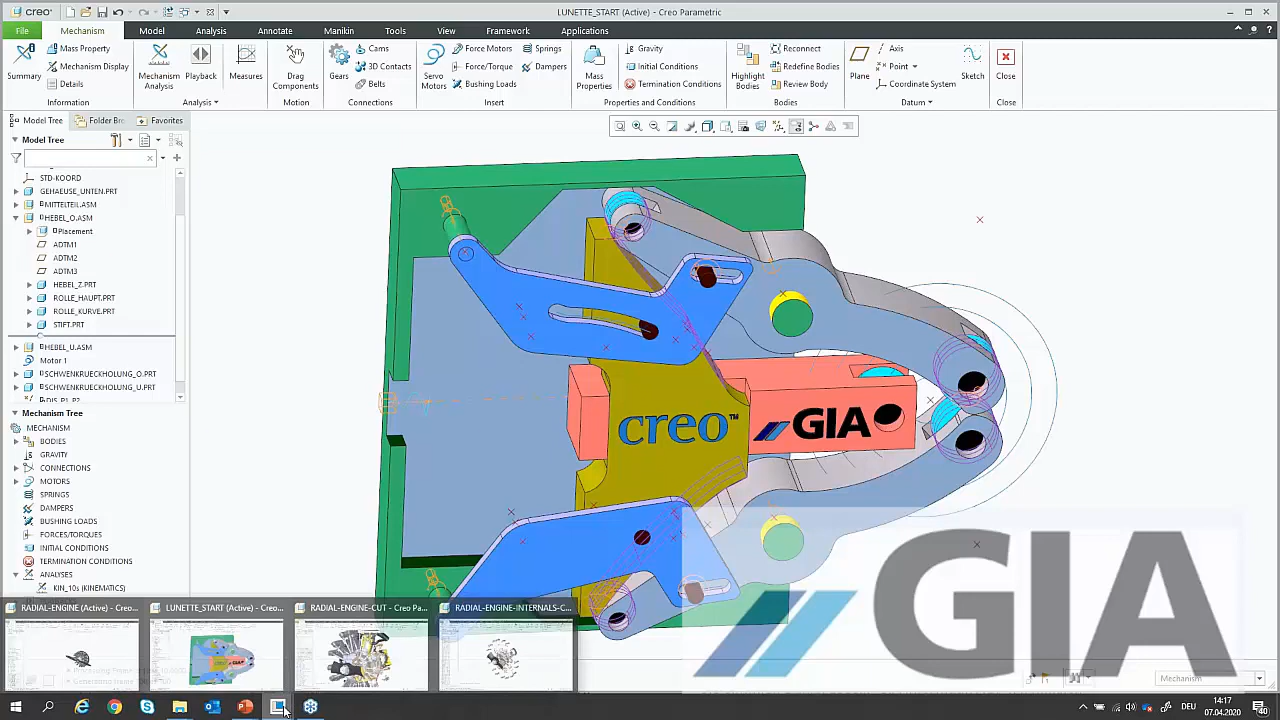 creo
LUNETTE_START (Active) - Creo Parametric
File
Mechanism
Model
Analysis
Annotate
Manikin
Tools
View
Framework
Applications
Summary
Mass Property
Mechanism Display
Details
Information
Mechanism Analysis
Playback
Measures
Analysis
Drag Components
Motion
Gears
Cams
3D Contacts
Belts
Connections
Servo Motors
Force Motors
Force/Torque
Bushing Loads
Springs
Dampers
Insert
Mass Properties
Gravity
Initial Conditions
Termination Conditions
Properties and Conditions
Highlight Bodies
Reconnect
Redefine Bodies
Review Body
Bodies
Plane
Axis
Point
Coordinate System
Sketch
Datum
Close
Close
Model Tree
Folder Bro
Favorites
Model Tree
STD-KOORD
GEHAEUSE_UNTEN.PRT
MITTELTEIL.ASM
HEBEL_O.ASM
Placement
ADTM1
ADTM2
ADTM3
HEBEL_Z.PRT
ROLLE_HAUPT.PRT
ROLLE_KURVE.PRT
STIFT.PRT
HEBEL_U.ASM
Motor 1
SCHWENKRUECKHOLUNG_O.PRT
SCHWENKRUECKHOLUNG_U.PRT
DIS_P1_P2
Mechanism Tree
MECHANISM
BODIES
GRAVITY
CONNECTIONS
MOTORS
SPRINGS
DAMPERS
BUSHING LOADS
FORCES/TORQUES
INITIAL CONDITIONS
TERMINATION CONDITIONS
ANALYSES
KIN_10s (KINEMATICS)
creo™
GIA
GIA
RADIAL-ENGINE (Active) - Creo...
LUNETTE_START (Active) - Creo...
RADIAL-ENGINE-CUT - Creo Pa...
RADIAL-ENGINE-INTERNALS-C...
Mechanism
DEU
14:17
07.04.2020